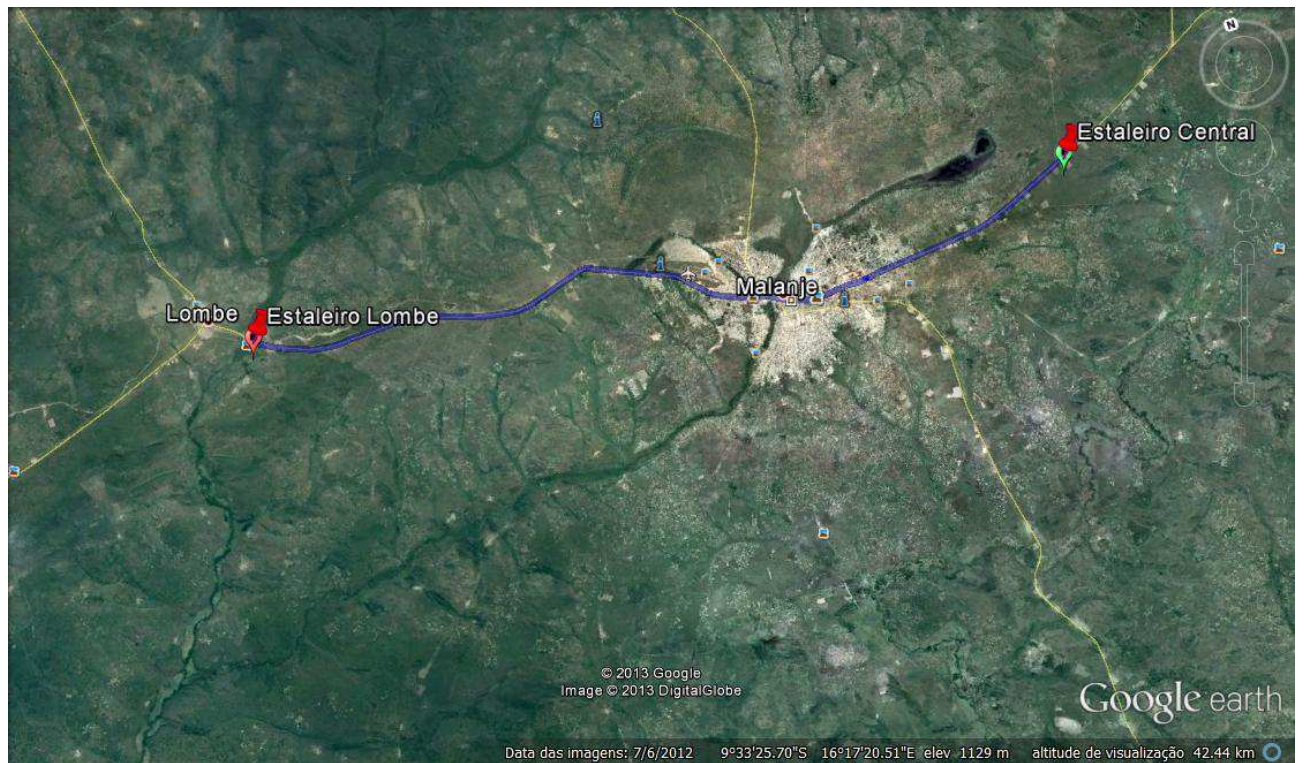 N
Estaleiro Central
Malanje
Lombe
Estaleiro Lombe
© 2013 Google
Image © 2013 DigitalGlobe
Google earth
Data das imagens: 7/6/2012 9°33'25.70"S 16°17'20.51"E elev 1129 m altitude de visualização 42.44 km